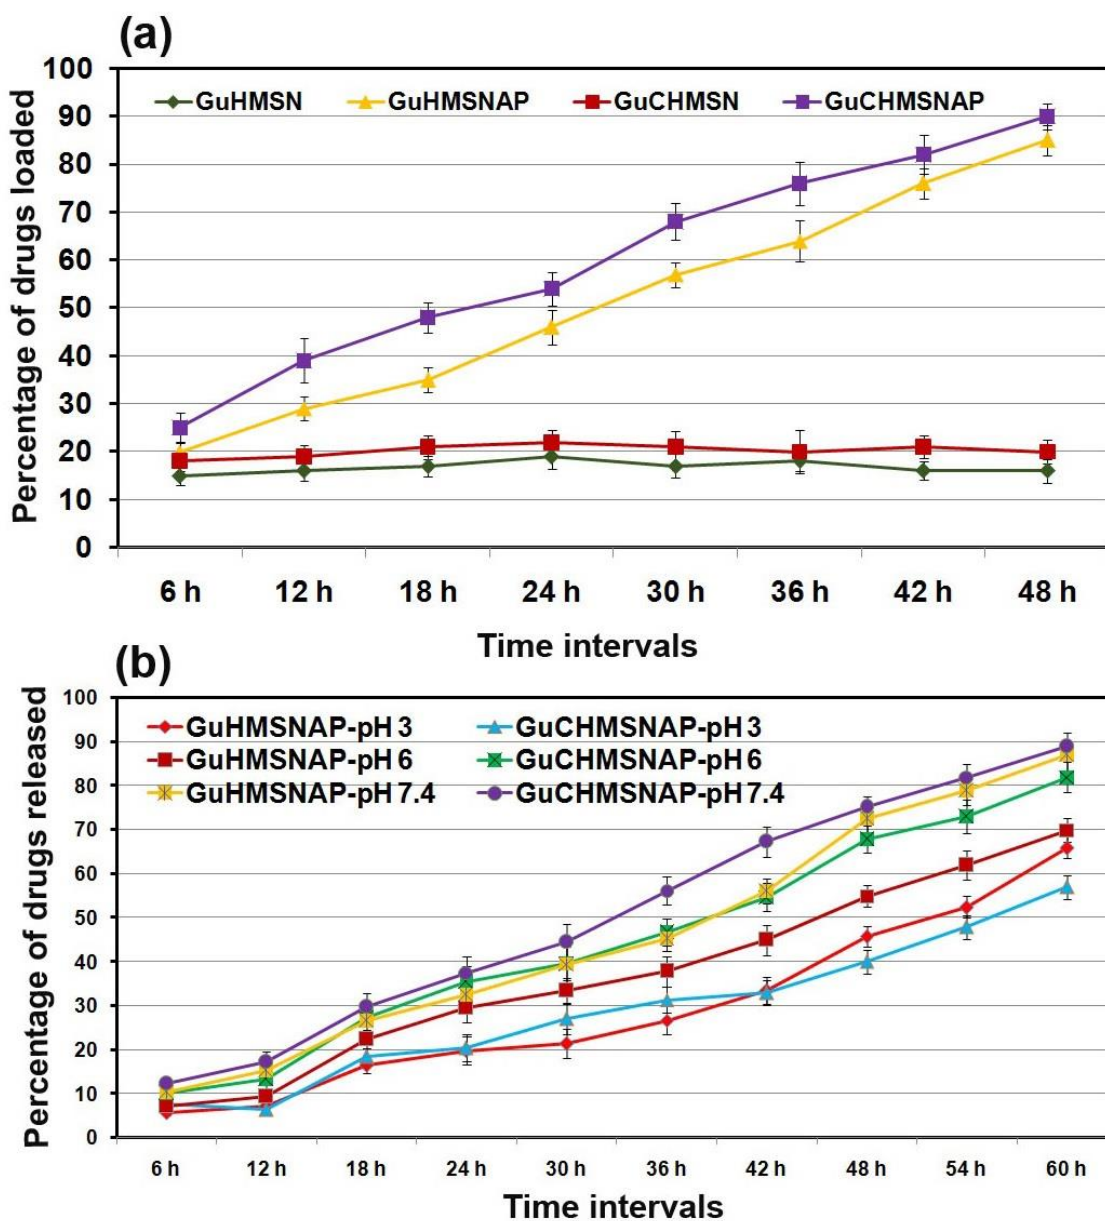 (a)
Percentage of drugs loaded
100
90
80
70
60
50
40
30
20
10
0
GuHMSN GuHMSNAP GuCHMSN GuCHMSNAP
6 h 12 h 18 h 24 h 30 h 36 h 42 h 48 h
Time intervals
(b)
Percentage of drugs released
100
90
80
70
60
50
40
30
20
10
0
GuHMSNAP-pH 3 GuCHMSNAP-pH 3
GuHMSNAP-pH 6 GuCHMSNAP-pH 6
GuHMSNAP-pH 7.4 GuCHMSNAP-pH 7.4
6 h 12 h 18 h 24 h 30 h 36 h 42 h 48 h 54 h 60 h
Time intervals